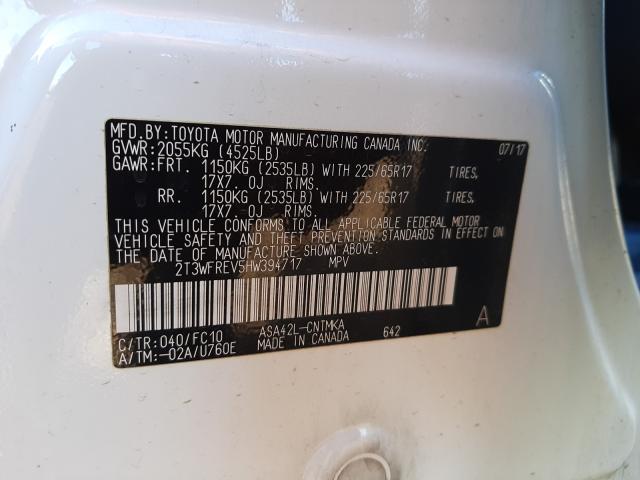 MFD.BY:TOYOTA MOTOR MANUFACTURING CANADA INC. 07/17
GVWR:2055KG (4525LB)
GAWR:FRT. 1150KG (2535LB) WITH 225/65R17 TIRES,
17X7. 0J RIMS.
RR. 1150KG (2535LB) WITH 225/65R17 TIRES,
17X7. 0J RIMS.
THIS VEHICLE CONFORMS TO ALL APPLICABLE FEDERAL MOTOR
VEHICLE SAFETY AND THEFT PREVENTION STANDARDS IN EFFECT ON
THE DATE OF MANUFACTURE SHOWN ABOVE.
2T3WFREV5HW394717 MPV
C/TR:040/FC10 ASA42L-CNTMKA 642 A
A/TM:-02A/U760E MADE IN CANADA